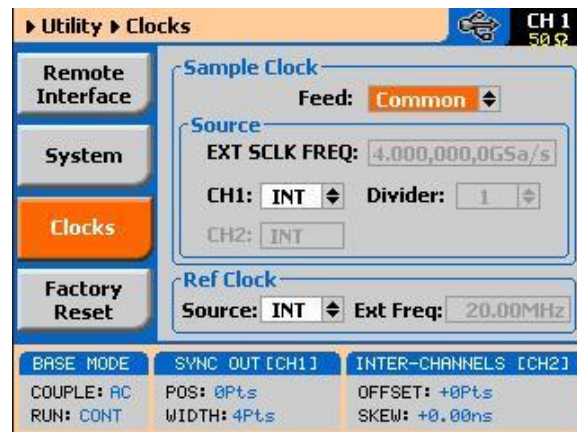 Utility Clocks
CH 1
50 Ω
Remote Interface
System
Clocks
Factory Reset
Sample Clock
Feed: Common
Source
EXT SCLK FREQ: 4.000,000,0GSa/s
CH1: INT Divider: 1
CH2: INT
Ref Clock
Source: INT Ext Freq: 20.00MHz
BASE MODE
COUPLE: AC
RUN: CONT
SYNC OUT [CH1]
POS: 0Pts
WIDTH: 4Pts
INTER-CHANNELS [CH2]
OFFSET: +0Pts
SKEW: +0.00ns